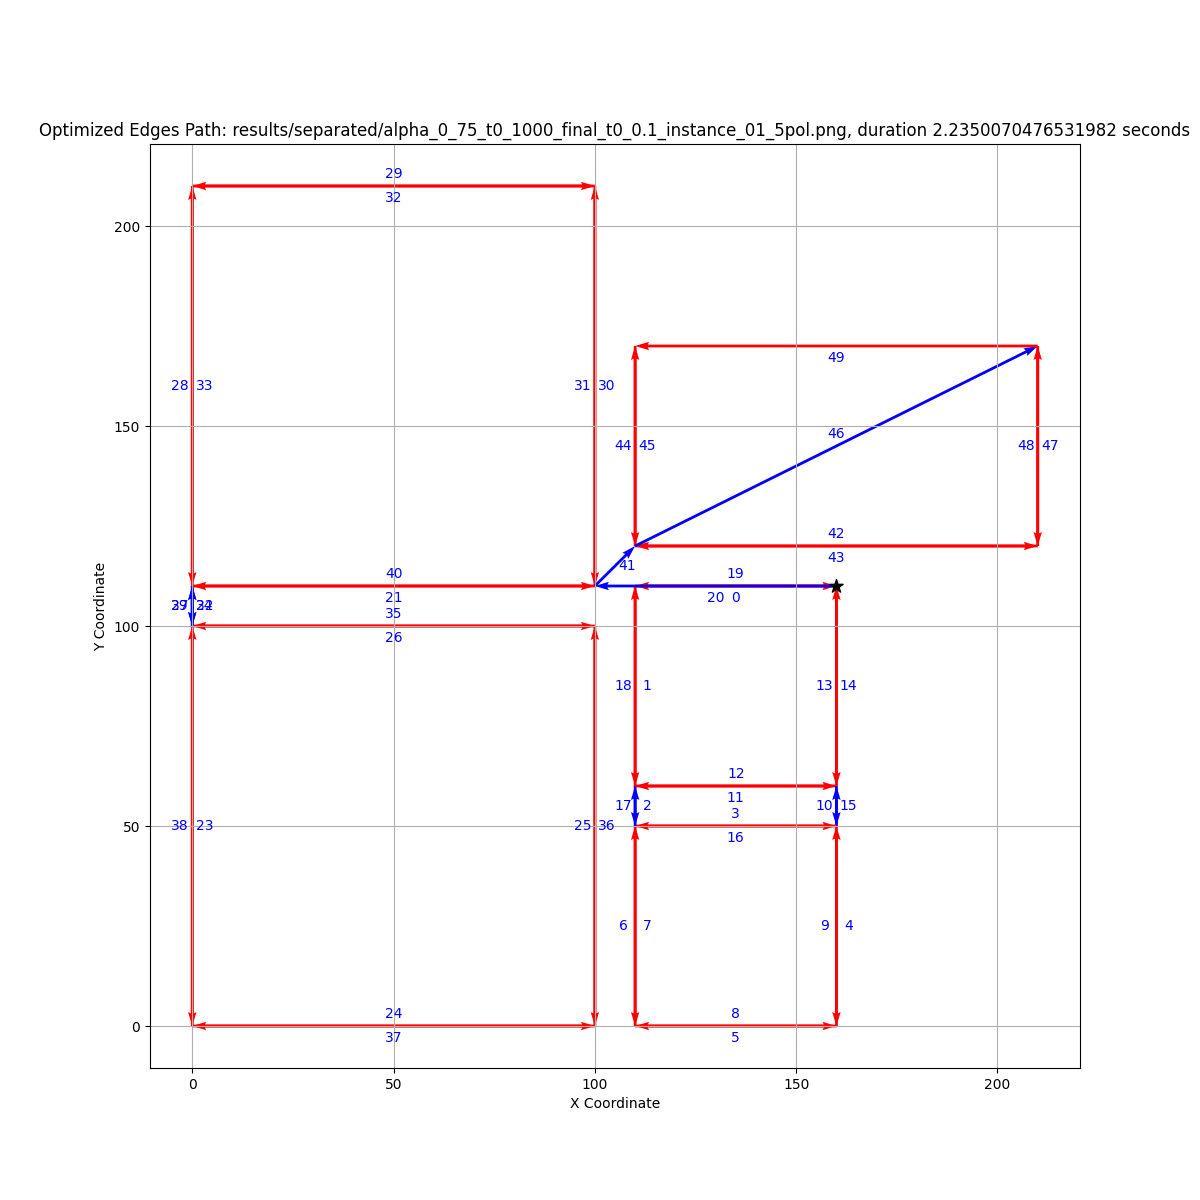 Optimized Edges Path: results/separated/alpha_0_75_t0_1000_final_t0_0.1_instance_01_5pol.png, duration 2.2350070476531982 seconds
29
32
200
49
28 33 31 30
46
150
44 45 48 47
42
43
41
40 19
21 20 0
35
100
26
Y Coordinate
18 1 13 14
12
11
17 2 10 15
3
50
38 23 25 36
16
6 7 9 4
24 8
0
37 5
0 50 100 150 200
X Coordinate